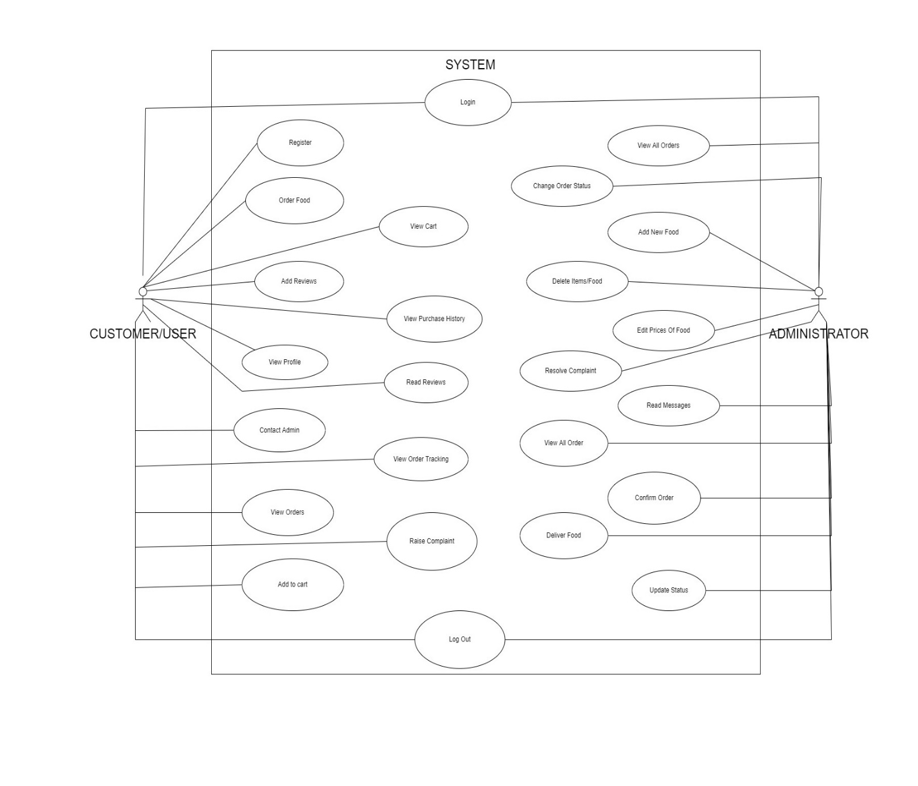 SYSTEM
Login
Register
View All Orders
Change Order Status
Order Food
View Cart
Add New Food
Add Reviews
Delete Items/Food
View Purchase History
Edit Prices Of Food
CUSTOMER/USER
ADMINISTRATOR
View Profile
Resolve Complaint
Read Reviews
Read Messages
Contact Admin
View All Order
View Order Tracking
Confirm Order
View Orders
Deliver Food
Raise Complaint
Add to cart
Update Status
Log Out